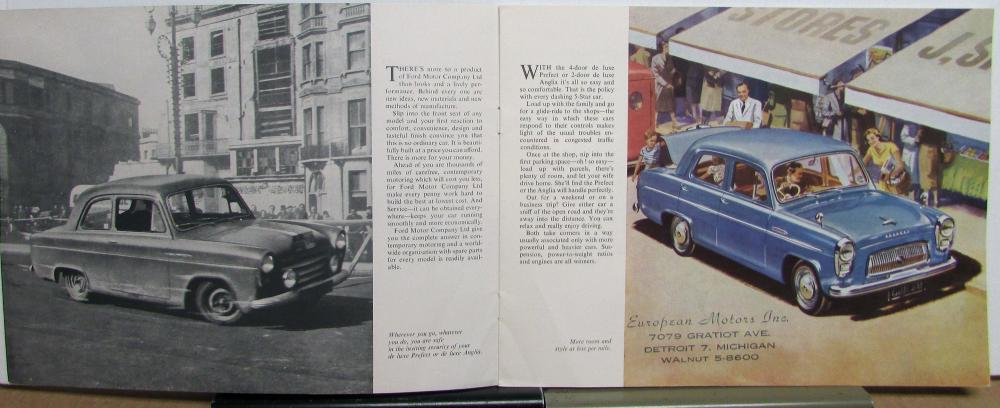 THERE'S more to a product
of Ford Motor Company Ltd
than looks and a lively per-
formance. Behind every one are
new ideas, new materials and new
methods of manufacture.
Slip into the front seat of any
model and your first reaction to
comfort, convenience, design and
tasteful finish convince you that
this is no ordinary car. It is beauti-
fully built at a price you can afford.
There is more for your money.
Ahead of you are thousands of
miles of carefree, contemporary
motoring which will cost you less,
for Ford Motor Company Ltd
make every penny work hard to
build the best at lowest cost. And
Service—it can be obtained every-
where—keeps your car running
smoothly and more economically.
Ford Motor Company Ltd give
you the complete answer in con-
temporary motoring and a world-
wide organisation with spare parts
for every model is readily avail-
able.
Wherever you go, whatever
you do, you are safe
in the lasting security of your
de luxe Prefect or de luxe Anglia.
WITH the 4-door de luxe
Prefect or 2-door de luxe
Anglia it's all so easy and
so comfortable. That is the policy
with every dashing 5-Star car.
Load up with the family and go
for a glide-ride to the shops—the
easy way in which these cars
respond to their controls makes
light of the usual troubles en-
countered in congested traffic
conditions.
Once at the shop, nip into the
first parking space—oh! so easy—
load up with parcels, there's
plenty of room, and let your wife
drive home. She'll find the Prefect
or the Anglia will handle perfectly.
Out for a weekend or on a
business trip? Give either car a
sniff of the open road and they're
away into the distance. You can
relax and really enjoy driving.
Both take corners in a way
usually associated only with more
powerful and heavier cars. Sus-
pension, power-to-weight ratios
and engines are all winners.
More room and
style at less per mile.
STORES
J.S
European Motors Inc.
7079 GRATIOT AVE.
DETROIT 7, MICHIGAN
WALNUT 5-8600